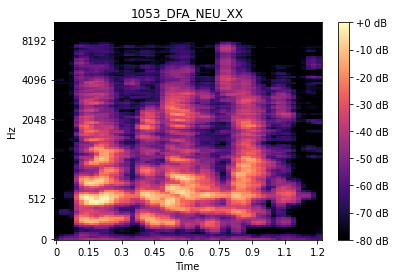 1053_DFA_NEU_XX
+0 dB
8192
-10 dB
4096
-20 dB
-30 dB
2048
Hz
-40 dB
1024
-50 dB
512
-60 dB
-70 dB
0
-80 dB
0 0.15 0.3 0.45 0.6 0.75 0.9 1.1 1.2
Time